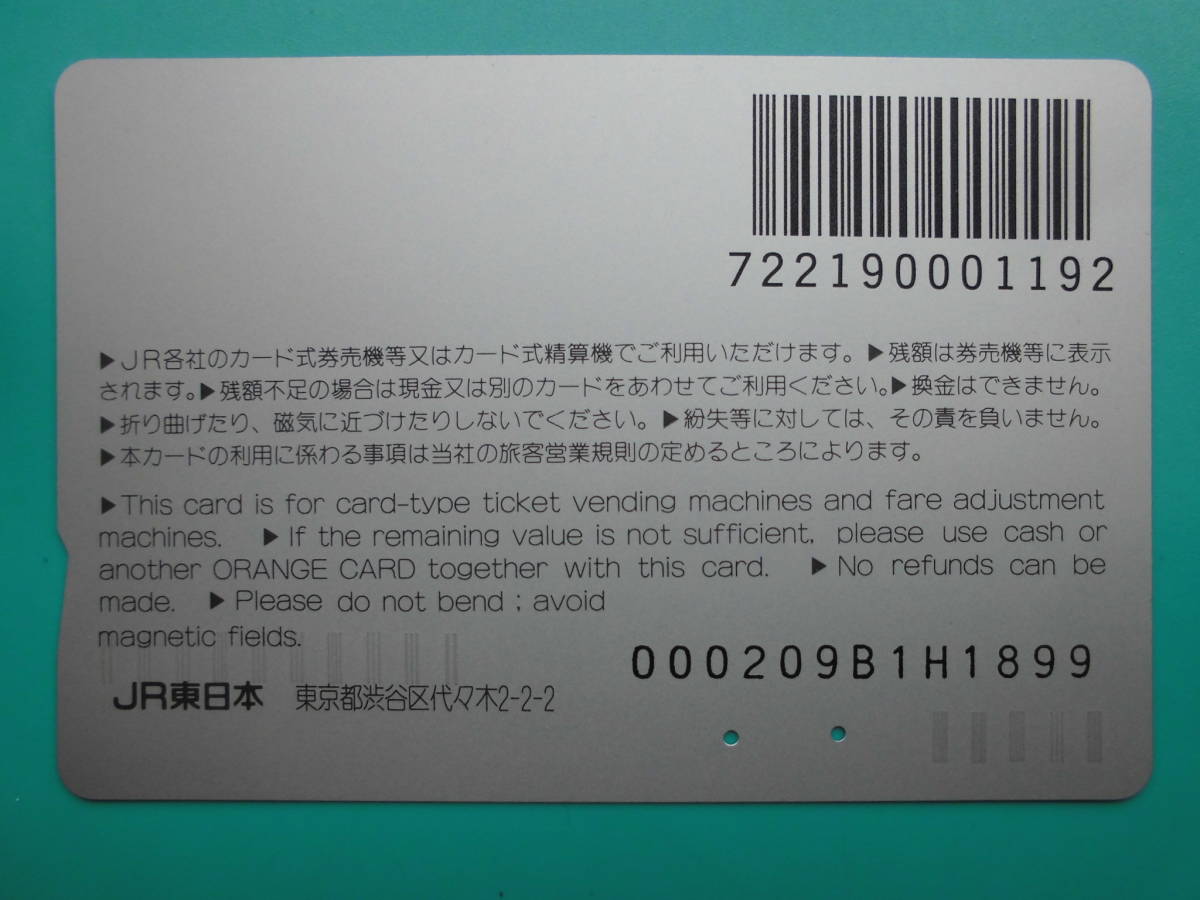 722190001192
▶JR各社のカード式券売機等又はカード式精算機でご利用いただけます。▶残額は券売機等に表示
されます。▶残額不足の場合は現金又は別のカードをあわせてご利用ください。▶換金はできません。
▶折り曲げたり、磁気に近づけたりしないでください。▶紛失等に対しては、その責を負いません。
▶本カードの利用に係わる事項は当社の旅客営業規則の定めるところによります。
▶This card is for card-type ticket vending machines and fare adjustment
machines. ▶If the remaining value is not sufficient, please use cash or
another ORANGE CARD together with this card. ▶No refunds can be
made. ▶Please do not bend ; avoid
magnetic fields.
000209B1H1899
JR東日本 東京都渋谷区代々木2-2-2